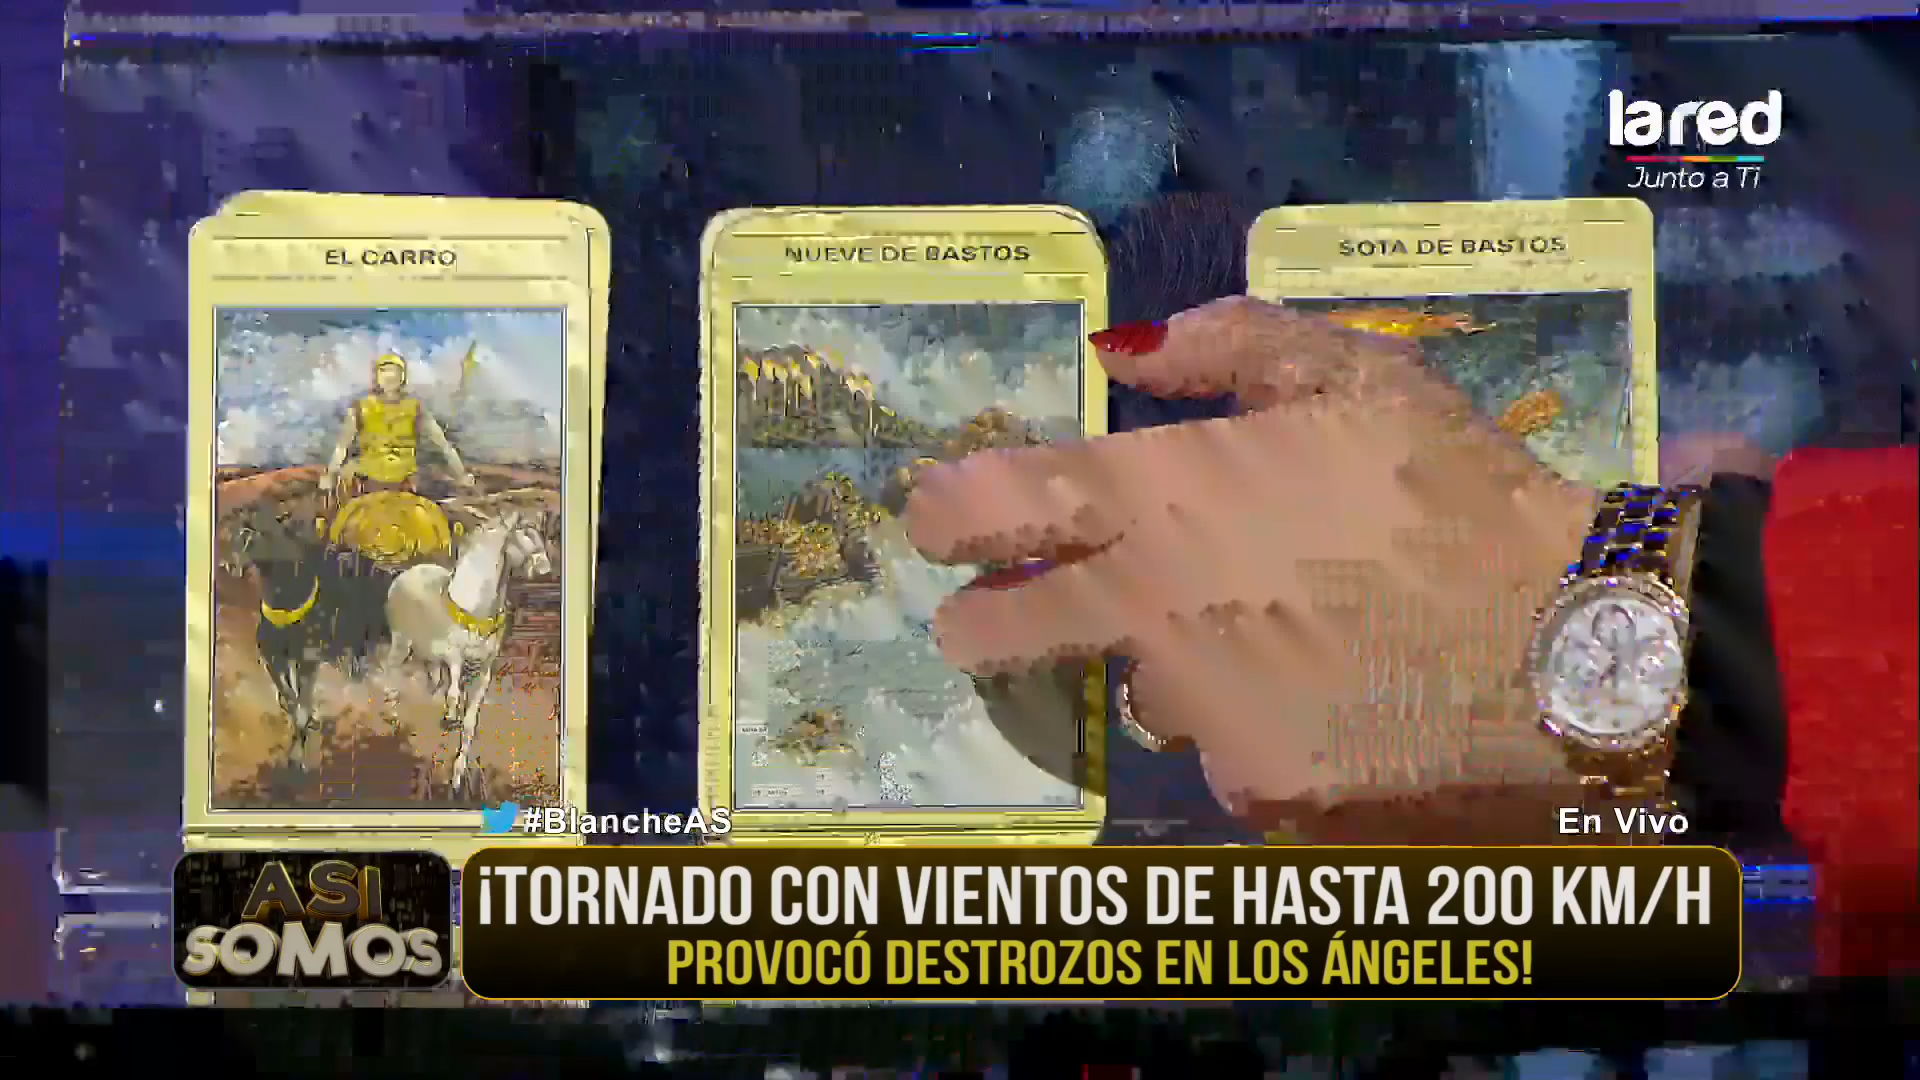 lared
Junto a Ti
EL CARRO
NUEVE DE BASTOS
SOTA DE BASTOS
#BlancheAS
En Vivo
ASI
SOMOS
¡TORNADO CON VIENTOS DE HASTA 200 KM/H
PROVOCÓ DESTROZOS EN LOS ÁNGELES!